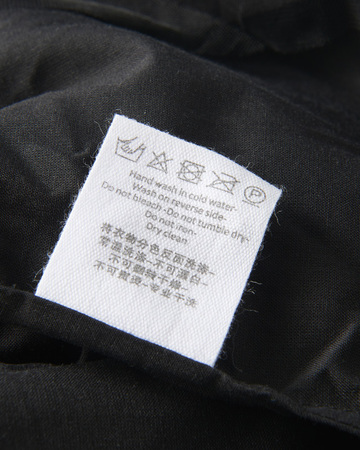 P
Hand wash in cold water-
Wash on reverse side-
Do not bleach -Do not tumble dry-
Do not iron-
Dry clean
将衣物分色反面洗涤-
常温洗涤-不可漂白-
不可翻转干燥-
不可熨烫-专业干洗